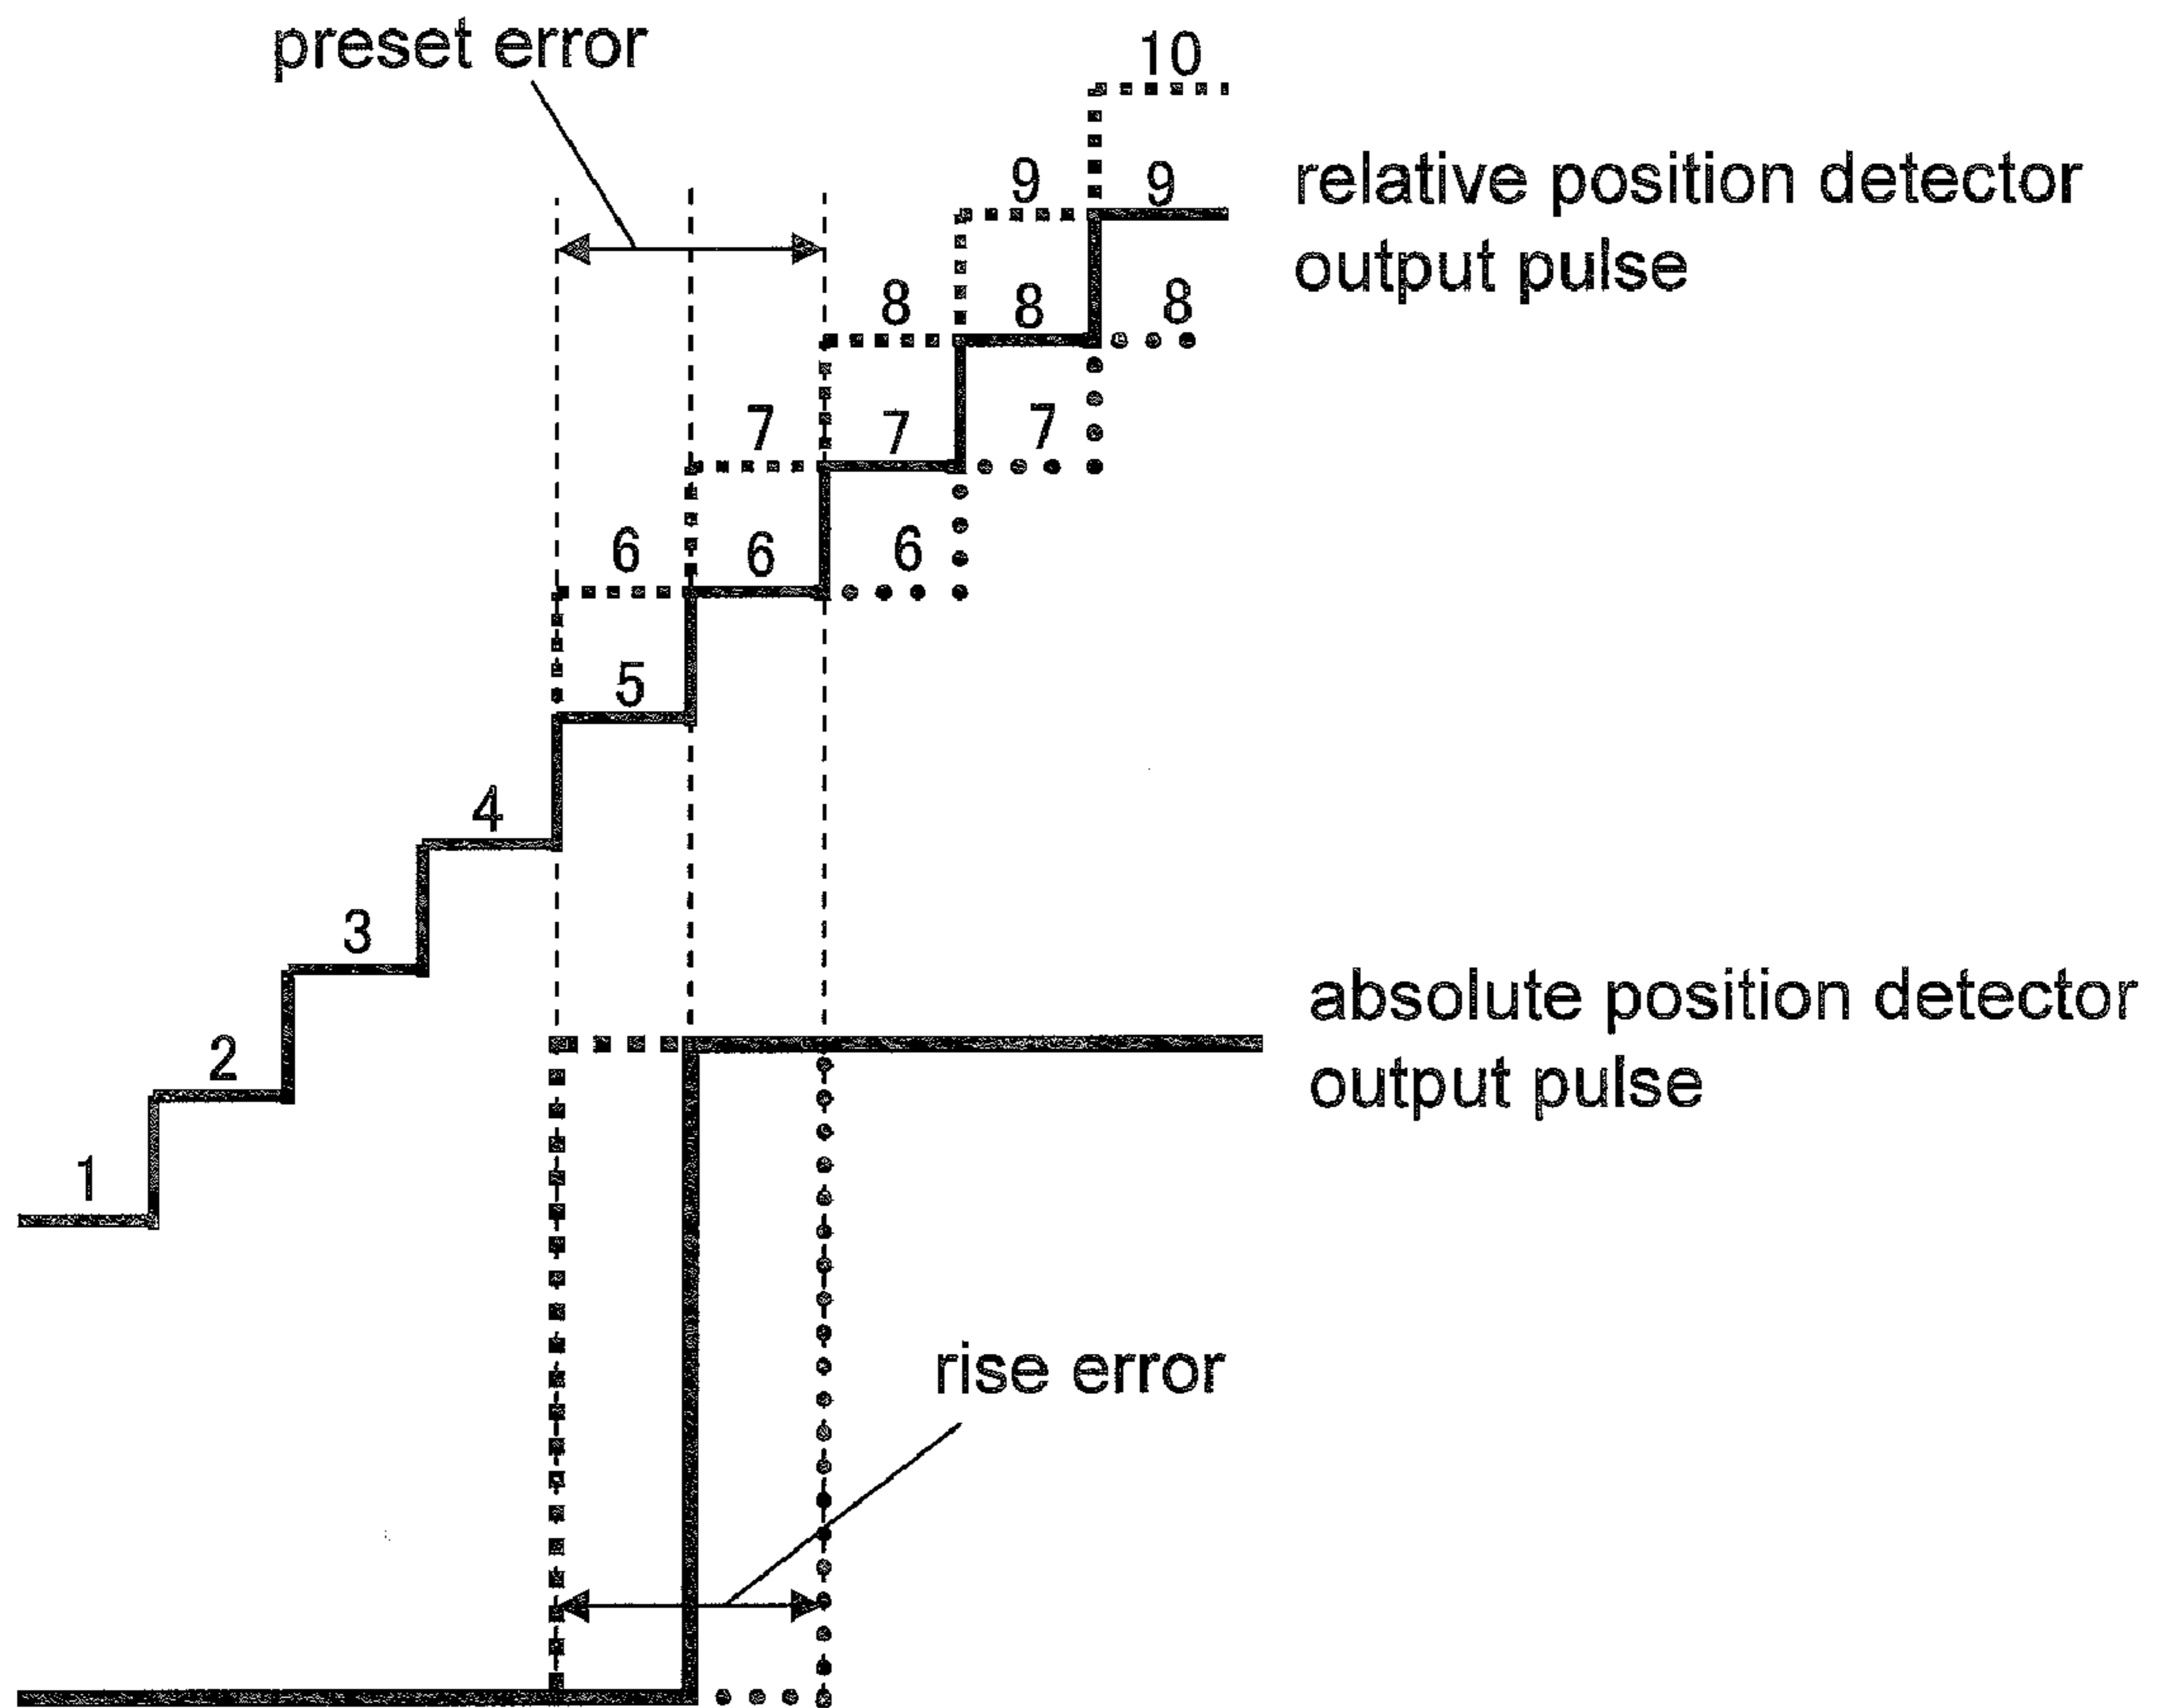 preset error
10
9
9
relative position detector
output pulse
8
8
8
7
7
7
6
6
6
5
4
3
absolute position detector
output pulse
2
1
rise error